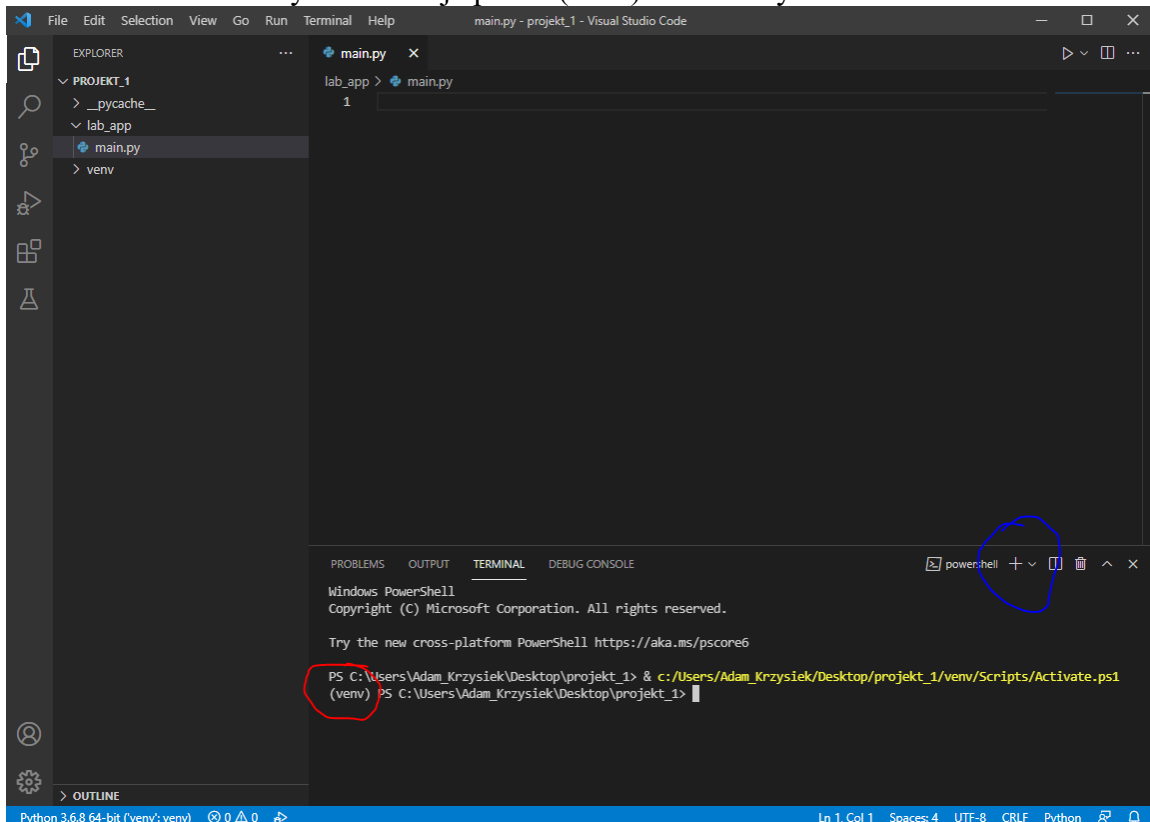 File Edit Selection View Go Run Terminal Help main.py - projekt_1 - Visual Studio Code
EXPLORER
PROJEKT_1
__pycache__
lab_app
main.py
venv
OUTLINE
main.py
lab_app > main.py
1
PROBLEMS OUTPUT TERMINAL DEBUG CONSOLE powershell
Windows PowerShell
Copyright (C) Microsoft Corporation. All rights reserved.
Try the new cross-platform PowerShell https://aka.ms/pscore6
PS C:\Users\Adam_Krzysiek\Desktop\projekt_1> & c:/Users/Adam_Krzysiek/Desktop/projekt_1/venv/Scripts/Activate.ps1
(venv) PS C:\Users\Adam_Krzysiek\Desktop\projekt_1>
Python 3.6.8 64-bit ('venv': venv) 0 0 Ln 1, Col 1 Spaces: 4 UTF-8 CRLF Python